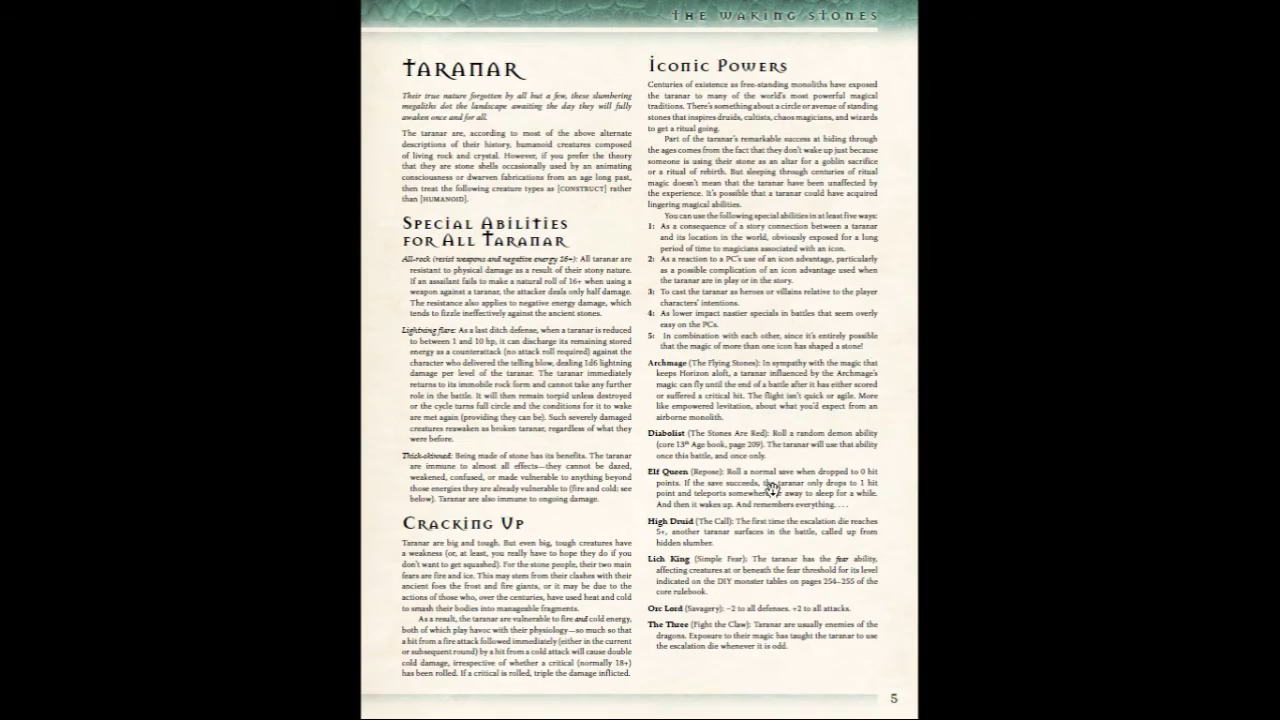 THE WAKING STONES
TARANAR
Their true nature forgotten by all but a few, these slumbering
megaliths dot the landscape awaiting the day they will fully
awaken once and for all.
The taranar are, according to most of the above alternate
descriptions of their history, humanoid creatures composed
of living rock and crystal. However, if you prefer the theory
that they are stone shells occasionally used by an animating
consciousness or dwarven fabrications from an age long past,
then treat the following creature types as [CONSTRUCT] rather
than [HUMANOID].
SPECIAL ABILITIES
FOR ALL TARANAR
All-rock (resist weapons and negative energy 16+): All taranar are
resistant to physical damage as a result of their stony nature.
If an assailant fails to make a natural roll of 16+ when using a
weapon against a taranar, the attacker deals only half damage.
The resistance also applies to negative energy damage, which
tends to fizzle ineffectively against the ancient stones.
Lightning flare: As a last ditch defense, when a taranar is reduced
to between 1 and 10 hp, it can discharge its remaining stored
energy as a counterattack (no attack roll required) against the
character who delivered the telling blow, dealing 1d6 lightning
damage per level of the taranar. The taranar immediately
returns to its immobile rock form and cannot take any further
role in the battle. It will then remain torpid unless destroyed
or the cycle turns full circle and the conditions for it to wake
are met again (providing they can be). Such severely damaged
creatures reawaken as broken taranar, regardless of what they
were before.
Thick-skinned: Being made of stone has its benefits. The taranar
are immune to almost all effects—they cannot be dazed,
weakened, confused, or made vulnerable to anything beyond
those energies they are already vulnerable to (fire and cold: see
below). Taranar are also immune to ongoing damage.
CRACKING UP
Taranar are big and tough. But even big, tough creatures have
a weakness (or, at least, you really have to hope they do if you
don't want to get squashed). For the stone people, their two main
fears are fire and ice. This may stem from their clashes with their
ancient foes the frost and fire giants, or it may be due to the
actions of those who, over the centuries, have used heat and cold
to smash their bodies into manageable fragments.
As a result, the taranar are vulnerable to fire and cold energy,
both of which play havoc with their physiology—so much so that
a hit from a fire attack followed immediately (either in the current
or subsequent round) by a hit from a cold attack will cause double
cold damage, irrespective of whether a critical (normally 18+)
has been rolled. If a critical is rolled, triple the damage inflicted.
ICONIC POWERS
Centuries of existence as free-standing monoliths have exposed
the taranar to many of the world's most powerful magical
traditions. There's something about a circle or avenue of standing
stones that inspires druids, cultists, chaos magicians, and wizards
to get a ritual going.
Part of the taranar's remarkable success at hiding through
the ages comes from the fact that they don't wake up just because
someone is using their stone as an altar for a goblin sacrifice
or a ritual of rebirth. But sleeping through centuries of ritual
magic doesn't mean that the taranar have been unaffected by
the experience. It's possible that a taranar could have acquired
lingering magical abilities.
You can use the following special abilities in at least five ways:
1: As a consequence of a story connection between a taranar
and its location in the world, obviously exposed for a long
period of time to magicians associated with an icon.
2: As a reaction to a PC's use of an icon advantage, particularly
as a possible complication of an icon advantage used when
the taranar are in play or in the story.
3: To cast the taranar as heroes or villains relative to the player
characters' intentions.
4: As lower impact nastier specials in battles that seem overly
easy on the PCs.
5: In combination with each other, since it's entirely possible
that the magic of more than one icon has shaped a stone!
Archmage (The Flying Stones): In sympathy with the magic that
keeps Horizon aloft, a taranar influenced by the Archmage's
magic can fly until the end of a battle after it has either scored
or suffered a critical hit. The flight isn't quick or agile. More
like empowered levitation, about what you'd expect from an
airborne monolith.
Diabolist (The Stones Are Red): Roll a random demon ability
(core 13th Age book, page 209). The taranar will use that ability
once this battle, and once only.
Elf Queen (Repose): Roll a normal save when dropped to 0 hit
points. If the save succeeds, the taranar only drops to 1 hit
point and teleports somewhere away to sleep for a while.
And then it wakes up. And remembers everything. . . .
High Druid (The Call): The first time the escalation die reaches
5+, another taranar surfaces in the battle, called up from
hidden slumber.
Lich King (Simple Fear): The taranar has the fear ability,
affecting creatures at or beneath the fear threshold for its level
indicated on the DIY monster tables on pages 254–255 of the
core rulebook.
Orc Lord (Savagery): −2 to all defenses. +2 to all attacks.
The Three (Fight the Claw): Taranar are usually enemies of the
dragons. Exposure to their magic has taught the taranar to use
the escalation die whenever it is odd.
5